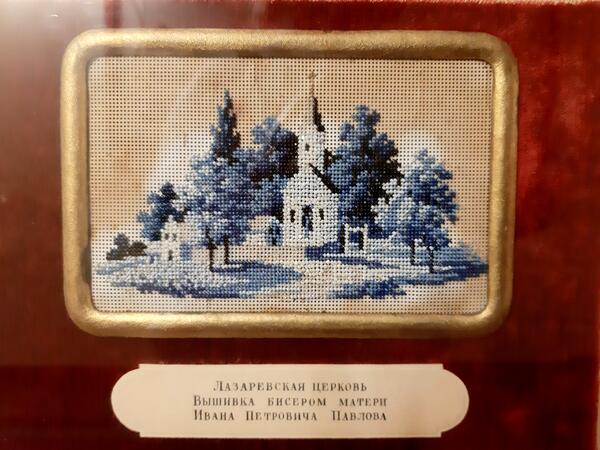 Лазаревская церковь
Вышивка бисером матери
Ивана Петровича Павлова